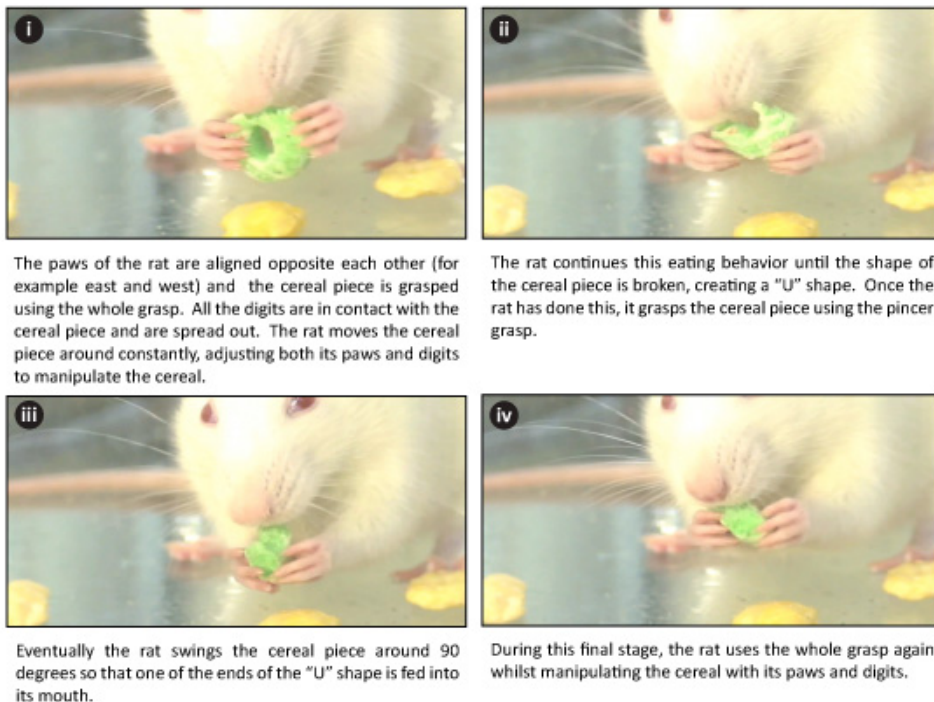 i
ii
The paws of the rat are aligned opposite each other (for
example east and west) and the cereal piece is grasped
using the whole grasp. All the digits are in contact with the
cereal piece and are spread out. The rat moves the cereal
piece around constantly, adjusting both its paws and digits
to manipulate the cereal.
The rat continues this eating behavior until the shape of
the cereal piece is broken, creating a “U” shape. Once the
rat has done this, it grasps the cereal piece using the pincer
grasp.
iii
iv
Eventually the rat swings the cereal piece around 90
degrees so that one of the ends of the “U” shape is fed into
its mouth.
During this final stage, the rat uses the whole grasp again
whilst manipulating the cereal with its paws and digits.